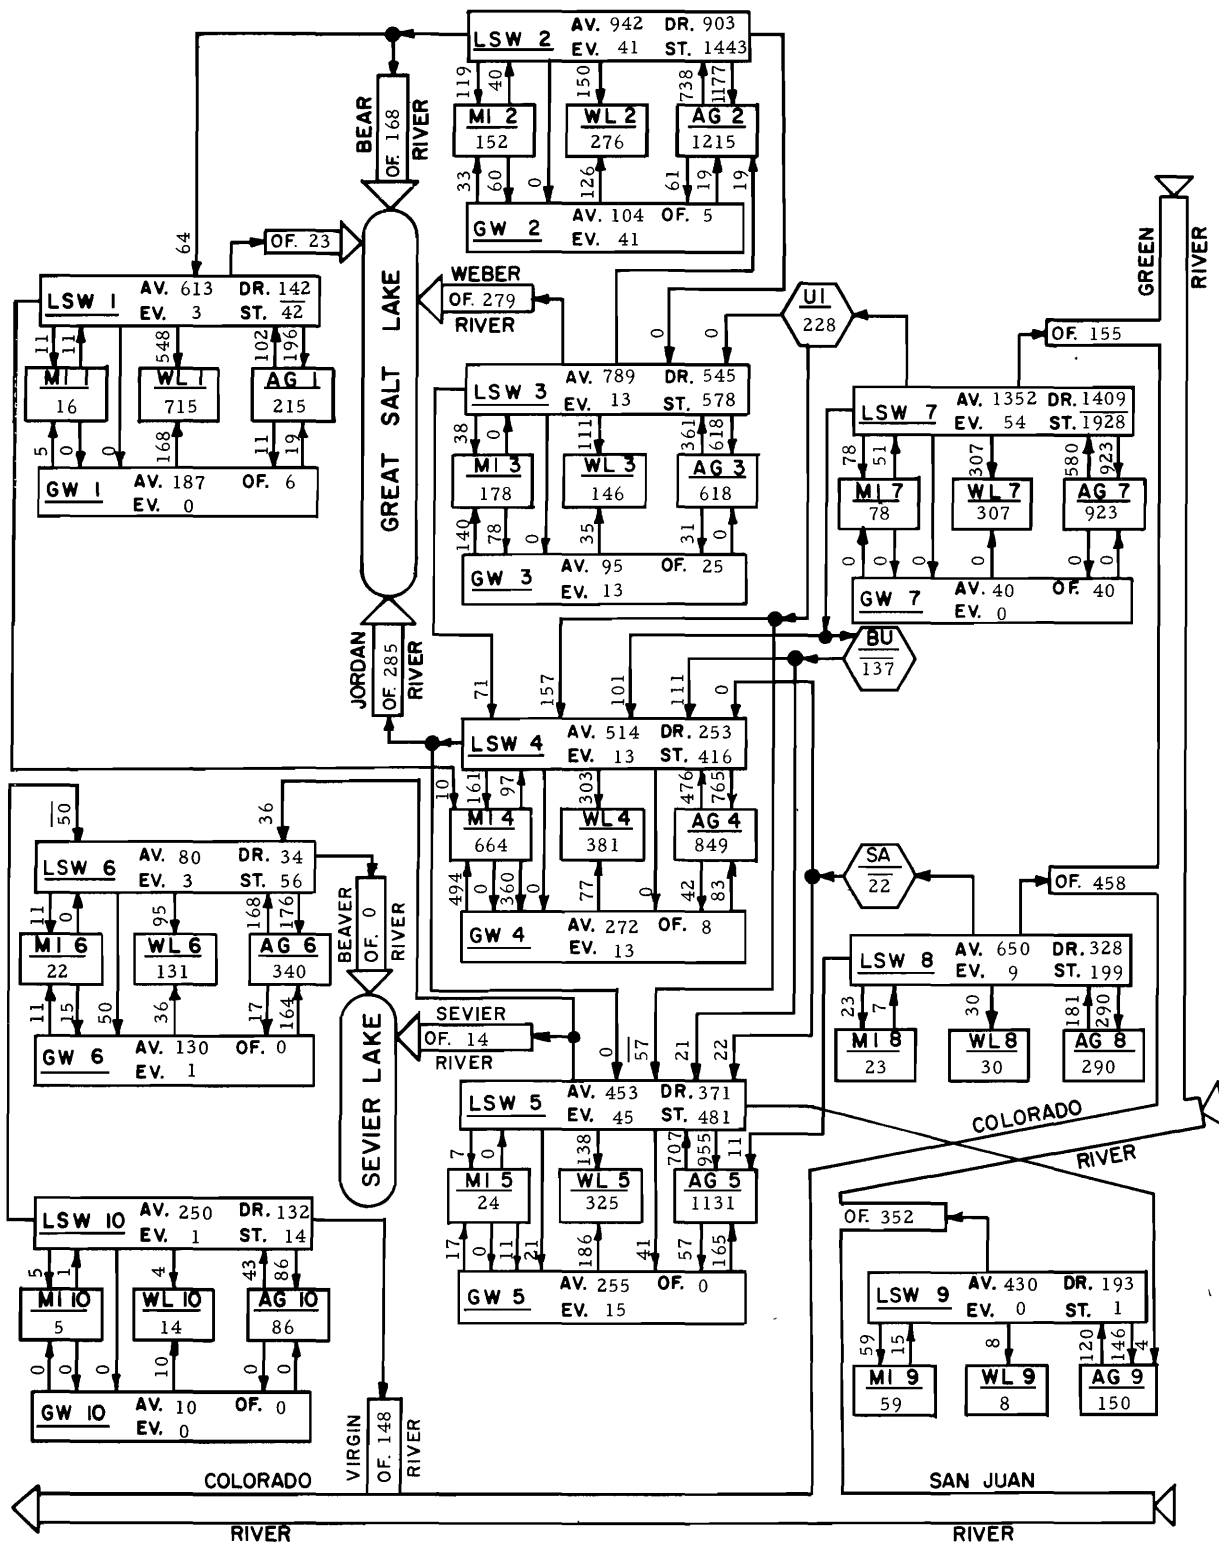 LSW 2 AV. 942 DR. 903
EV. 41 ST. 1443
119 40 150 738 1177
MI 2 152
WL 2 276
AG 2 1215
33 60 0 126 61 19 19
GW 2 AV. 104 OF. 5
EV. 41
BEAR RIVER
OF. 168
64
OF. 23
GREAT SALT LAKE
LSW 1 AV. 613 DR. 142
EV. 3 ST. 42
11 11 548 102 196
MI 1 16
WL 1 715
AG 1 215
5 0 0 168 11 19
GW 1 AV. 187 OF. 6
EV. 0
WEBER
OF. 279
RIVER
0 0
UI 228
LSW 3 AV. 789 DR. 545
EV. 13 ST. 578
38 0 111 361 618
MI 3 178
WL 3 146
AG 3 618
140 78 0 35 31 0
GW 3 AV. 95 OF. 25
EV. 13
GREEN RIVER
OF. 155
LSW 7 AV. 1352 DR. 1409
EV. 54 ST. 1928
78 51 307 580 923
MI 7 78
WL 7 307
AG 7 923
0 0 0 0 0 0
GW 7 AV. 40 OF. 40
EV. 0
BU 137
JORDAN RIVER
OF. 285
71 157 101 111 0
LSW 4 AV. 514 DR. 253
EV. 13 ST. 416
10 161 97 303 476 765
MI 4 664
WL 4 381
AG 4 849
494 0 360 0 77 0 42 83
GW 4 AV. 272 OF. 8
EV. 13
50 36
LSW 6 AV. 80 DR. 34
EV. 3 ST. 56
11 0 95 168 176
MI 6 22
WL 6 131
AG 6 340
11 15 50 36 17 164
GW 6 AV. 130 OF. 0
EV. 1
BEAVER RIVER
OF. 0
SEVIER LAKE
SEVIER
OF. 14
RIVER
SA 22
OF. 458
LSW 8 AV. 650 DR. 328
EV. 9 ST. 199
23 7 30 181 290
MI 8 23
WL 8 30
AG 8 290
0 57 21 22
LSW 5 AV. 453 DR. 371
EV. 45 ST. 481
7 0 138 707 955 11
MI 5 24
WL 5 325
AG 5 1131
17 0 11 21 186 41 57 165
GW 5 AV. 255 OF. 0
EV. 15
COLORADO
RIVER
OF. 352
LSW 9 AV. 430 DR. 193
EV. 0 ST. 1
59 15 8 120 146 4
MI 9 59
WL 9 8
AG 9 150
LSW 10 AV. 250 DR. 132
EV. 1 ST. 14
5 1 4 43 86
MI 10 5
WL 10 14
AG 10 86
0 0 0 10 0 0
GW 10 AV. 10 OF. 0
EV. 0
VIRGIN RIVER
OF. 148
COLORADO
RIVER
SAN JUAN
RIVER